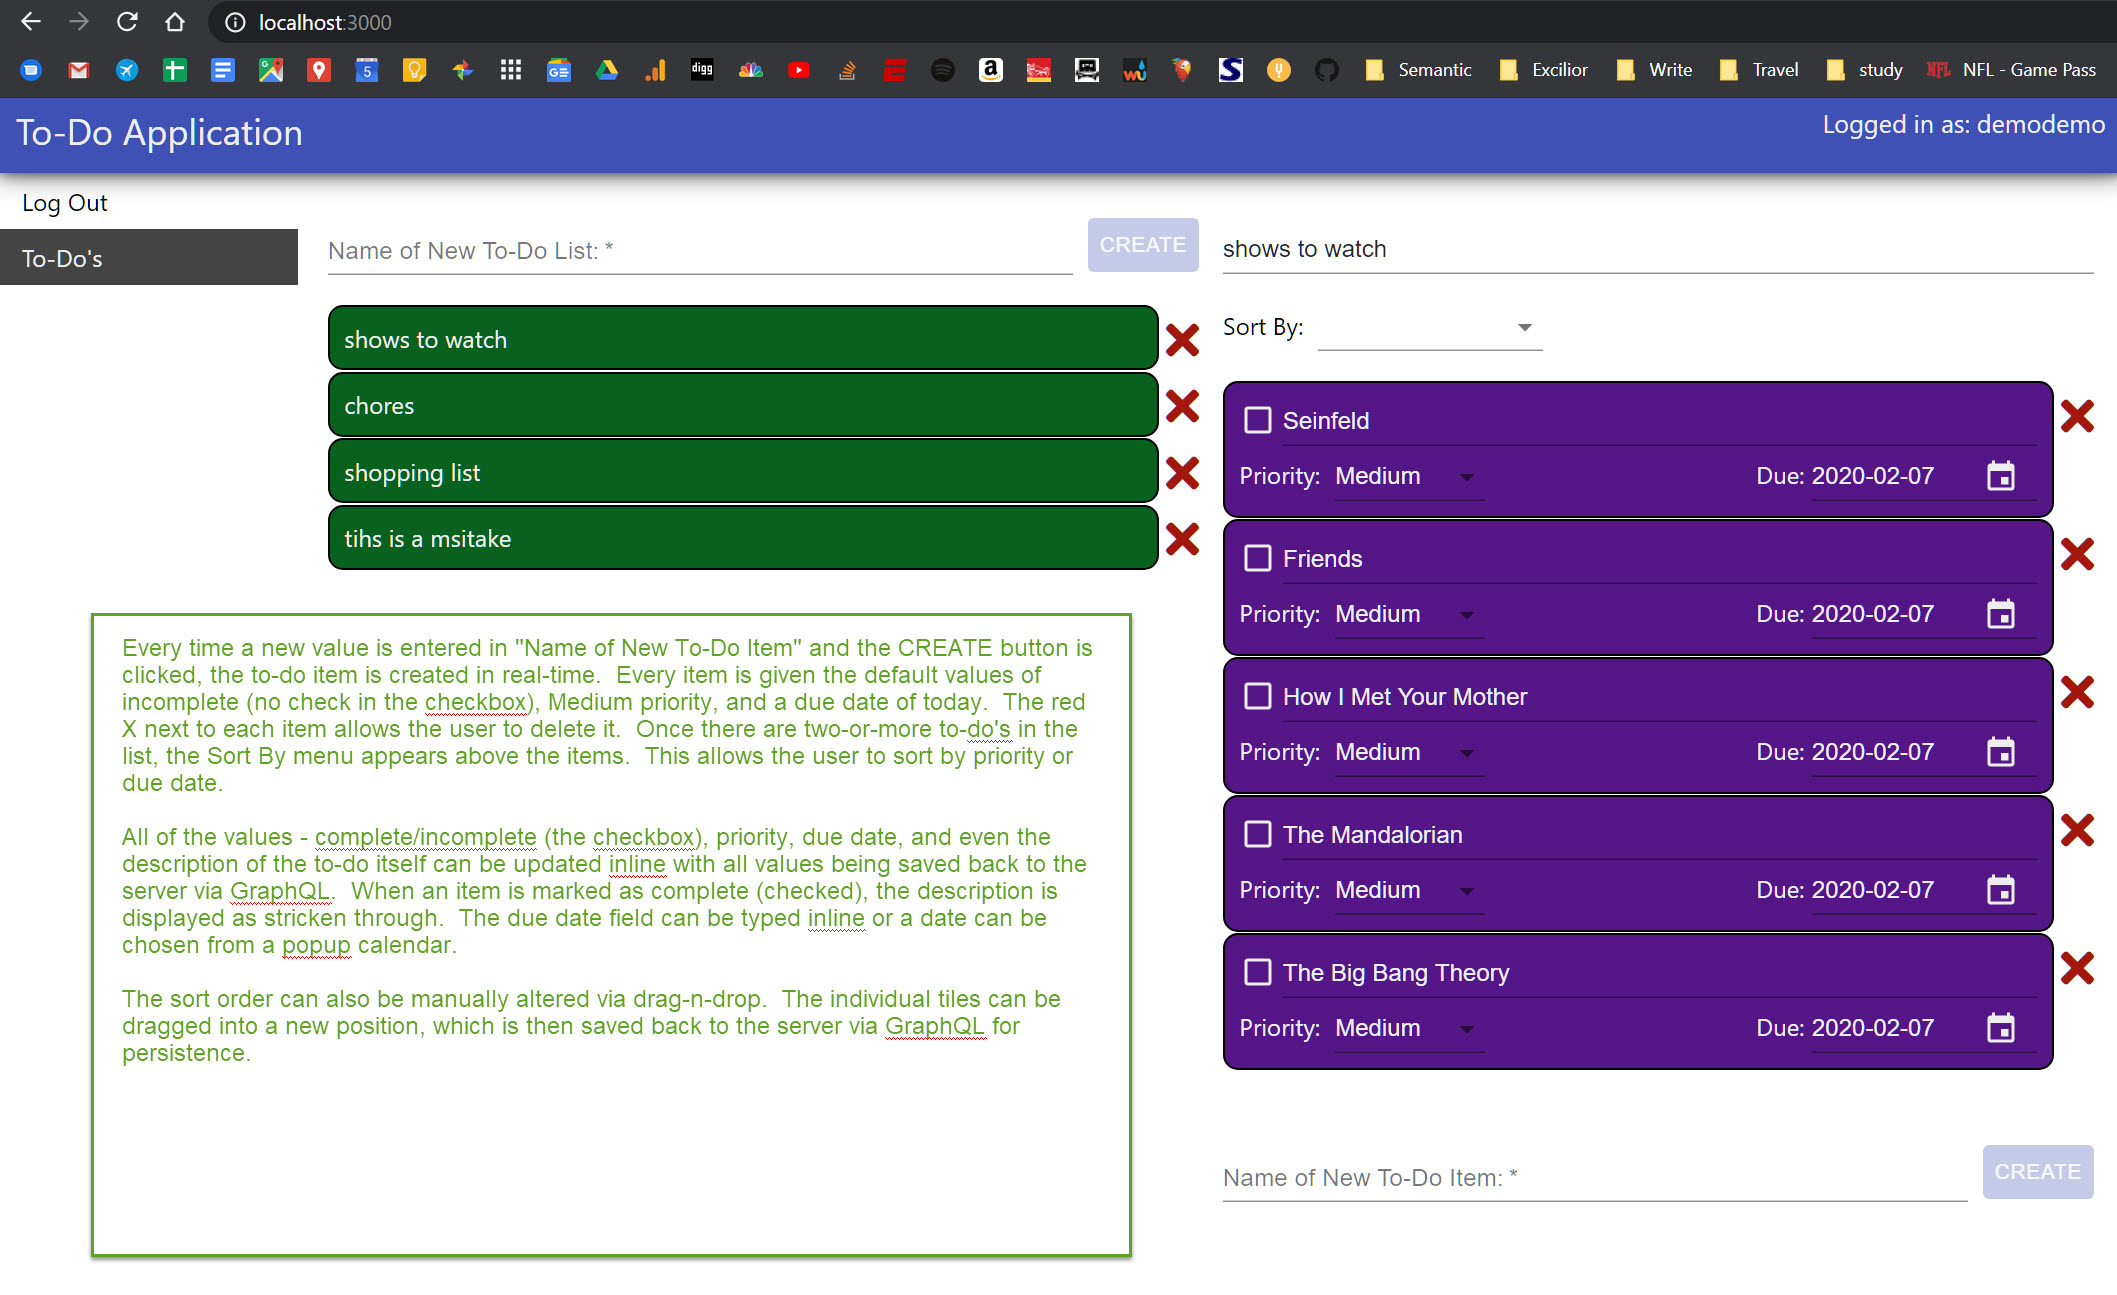 localhost:3000
5
GE
digg
a
S
Semantic
Excilior
Write
Travel
study
NFL
NFL - Game Pass
To-Do Application
Logged in as: demodemo
Log Out
To-Do's
Name of New To-Do List: *
CREATE
shows to watch
chores
shopping list
tihs is a msitake
Every time a new value is entered in "Name of New To-Do Item" and the CREATE button is
clicked, the to-do item is created in real-time.  Every item is given the default values of
incomplete (no check in the checkbox), Medium priority, and a due date of today.  The red
X next to each item allows the user to delete it.  Once there are two-or-more to-do's in the
list, the Sort By menu appears above the items.  This allows the user to sort by priority or
due date.
All of the values - complete/incomplete (the checkbox), priority, due date, and even the
description of the to-do itself can be updated inline with all values being saved back to the
server via GraphQL.  When an item is marked as complete (checked), the description is
displayed as stricken through.  The due date field can be typed inline or a date can be
chosen from a popup calendar.
The sort order can also be manually altered via drag-n-drop.  The individual tiles can be
dragged into a new position, which is then saved back to the server via GraphQL for
persistence.
shows to watch
Sort By:
Seinfeld
Priority: Medium
Due: 2020-02-07
Friends
Priority: Medium
Due: 2020-02-07
How I Met Your Mother
Priority: Medium
Due: 2020-02-07
The Mandalorian
Priority: Medium
Due: 2020-02-07
The Big Bang Theory
Priority: Medium
Due: 2020-02-07
Name of New To-Do Item: *
CREATE